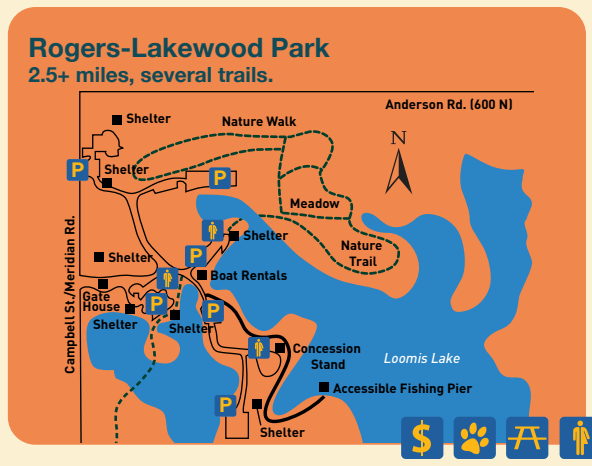 Rogers-Lakewood Park
2.5+ miles, several trails.
Anderson Rd. (600 N)
Shelter
Nature Walk
N
P
Shelter
P
Meadow
Campbell St./Meridian Rd.
Shelter
Nature
Trail
Shelter
P
Boat Rentals
Gate
House
P
P
Shelter
Shelter
Concession
Stand
Loomis Lake
Accessible Fishing Pier
P
Shelter
$